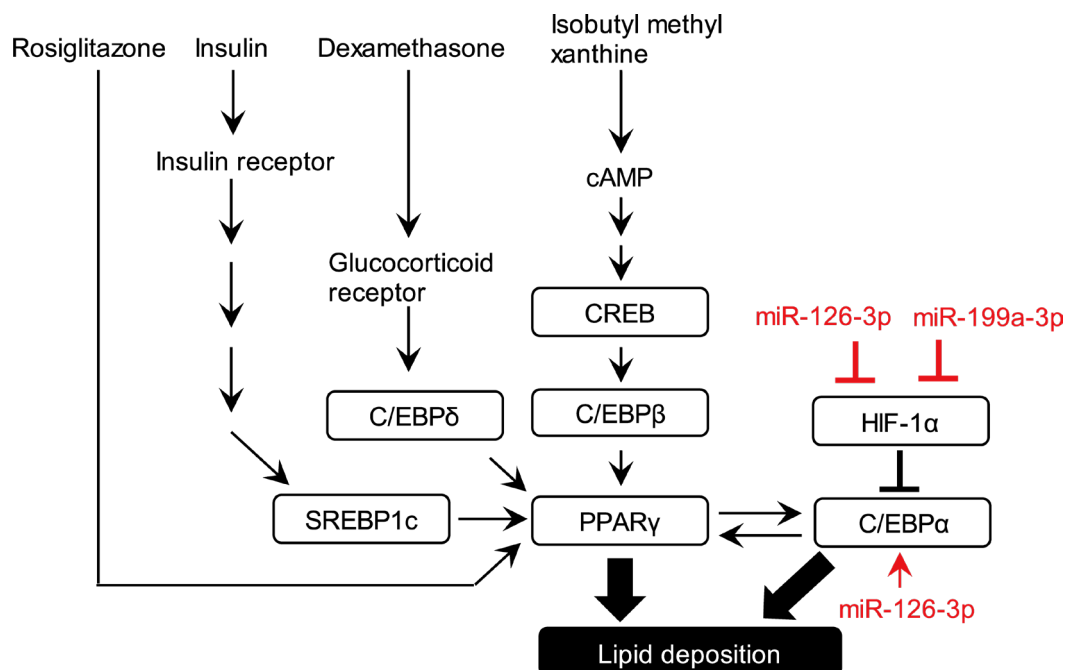 Isobutyl methyl
xanthine
Rosiglitazone
Insulin
Dexamethasone
Insulin receptor
cAMP
Glucocorticoid
receptor
CREB
miR-126-3p
miR-199a-3p
C/EBPδ
C/EBPβ
HIF-1α
SREBP1c
PPARγ
C/EBPα
miR-126-3p
Lipid deposition